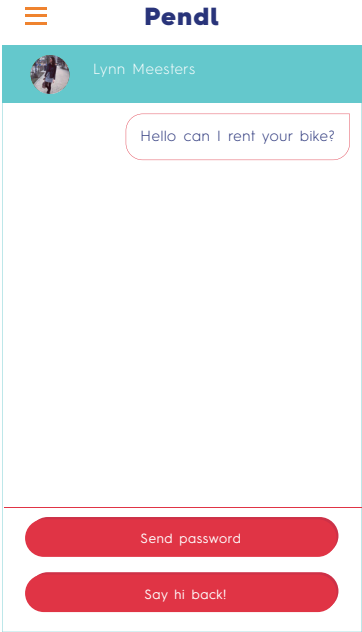 Pendl
Lynn Meesters
Hello can I rent your bike?
Send password
Say hi back!